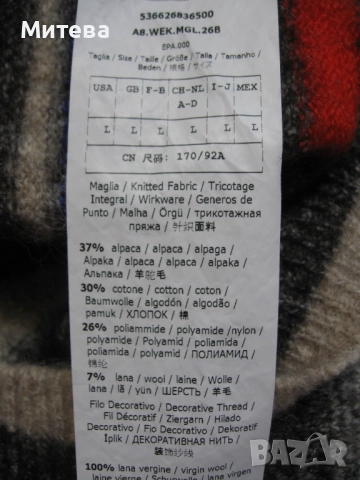 Митева
536626836500
A8.WEK.MGL.26B
EPA.000
Taglia / Size / Taille / Größe / Talla / Tamanho /
Beden / 規格 / サイズ
USA GB F-B CH-NL I-J MEX
A-D
L L L L L L
CN 尺码: 170/92A
Maglia / Knitted Fabric / Tricotage
Integral / Wirkware / Generos de
Punto / Malha / Örgü / трикотажная
пряжа / 针织面料
37% alpaca / alpaca / alpaga /
Alpaka / alpaca / alpaca / alpaka /
Альпака / 羊驼毛
30% cotone / cotton / coton /
Baumwolle / algodón / algodão /
pamuk / ХЛОПОК / 棉
26% poliammide / polyamide /nylon /
polyamide / Polyamid / poliamida /
poliamida / polyamid / ПОЛИАМИД /
锦纶
7% lana / wool / laine / Wolle /
lana / lã / yün / ШЕРСТЬ / 羊毛
Filo Decorativo / Decorative Thread /
Fil Décoratif / Ziergarn / Hilado
Decorativo / Fio Decorativo / Dekoratif
İplik / ДЕКОРАТИВНАЯ НИТЬ /
装饰纱线
100% lana vergine / virgin wool /
laine vierge / Schurwolle / lana
BAZAR